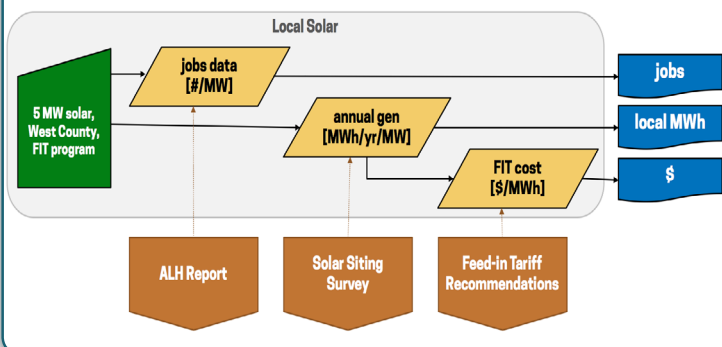 Local Solar
jobs data
[#/MW]
jobs
5 MW solar,
West County,
FIT program
annual gen
[MWh/yr/MW]
local MWh
FIT cost
[$/MWh]
$
ALH Report
Solar Siting
Survey
Feed-in Tariff
Recommendations